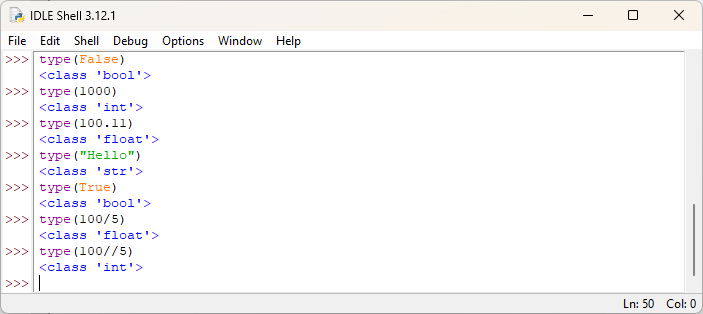 IDLE Shell 3.12.1
File Edit Shell Debug Options Window Help
>>> type(False)
<class 'bool'>
>>> type(1000)
<class 'int'>
>>> type(100.11)
<class 'float'>
>>> type("Hello")
<class 'str'>
>>> type(True)
<class 'bool'>
>>> type(100/5)
<class 'float'>
>>> type(100//5)
<class 'int'>
>>>
Ln: 50 Col: 0